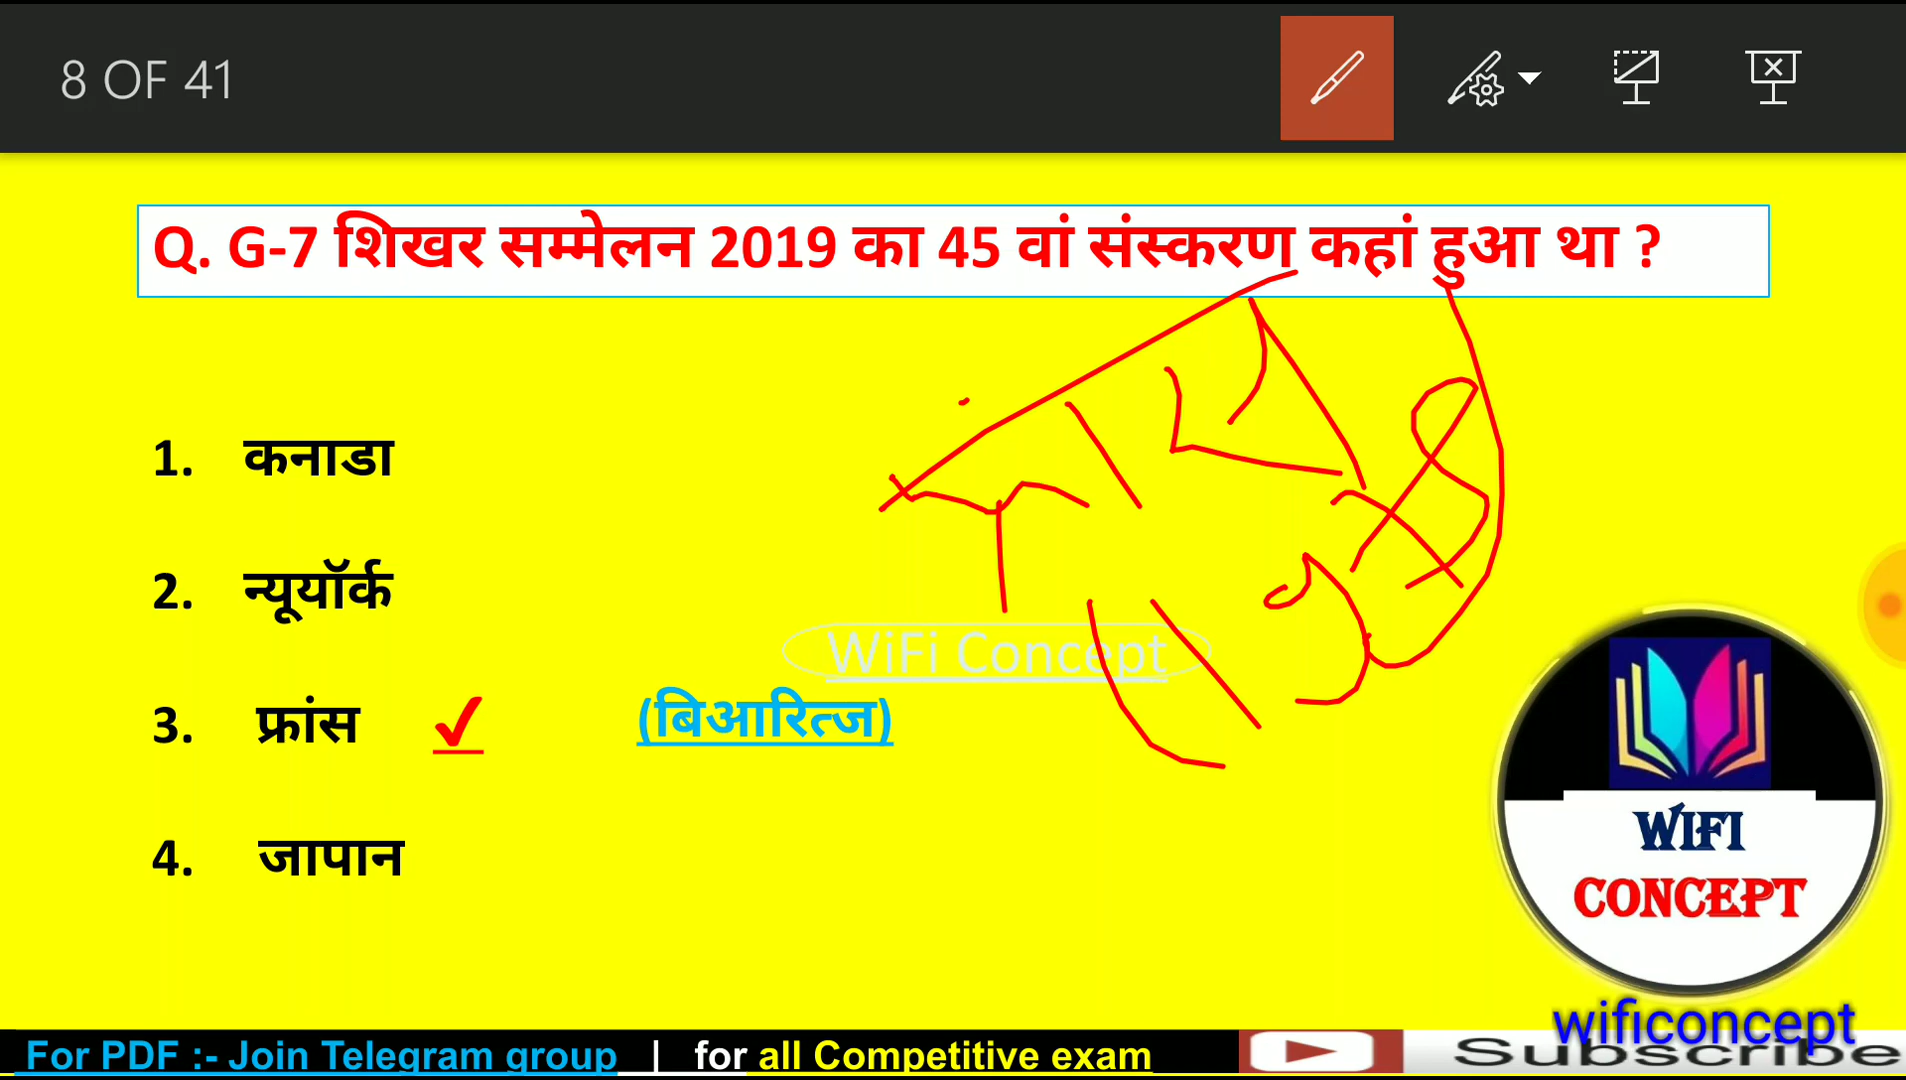 8 OF 41
Q. G-7 शिखर सम्मेलन 2019 का 45 वां संस्करण कहां हुआ था ?
1. कनाडा
2. न्यूयॉर्क
WiFi Concept
3. फ्रांस ✓ (बिआरित्ज)
4. जापान
WIFI
CONCEPT
wificoncept
For PDF :- Join Telegram group | for all Competitive exam
Subscribe